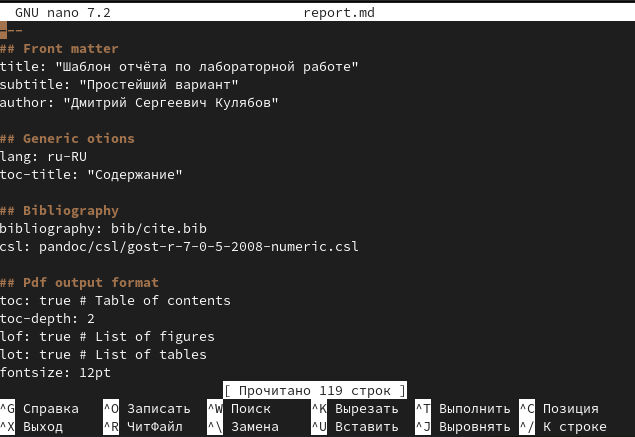 GNU nano 7.2 report.md
---
## Front matter
title: "Шаблон отчёта по лабораторной работе"
subtitle: "Простейший вариант"
author: "Дмитрий Сергеевич Кулябов"
## Generic otions
lang: ru-RU
toc-title: "Содержание"
## Bibliography
bibliography: bib/cite.bib
csl: pandoc/csl/gost-r-7-0-5-2008-numeric.csl
## Pdf output format
toc: true # Table of contents
toc-depth: 2
lof: true # List of figures
lot: true # List of tables
fontsize: 12pt
[ Прочитано 119 строк ]
^G Справка ^O Записать ^W Поиск ^K Вырезать ^T Выполнить ^C Позиция
^X Выход ^R ЧитФайл ^\ Замена ^U Вставить ^J Выровнять ^/ К строке